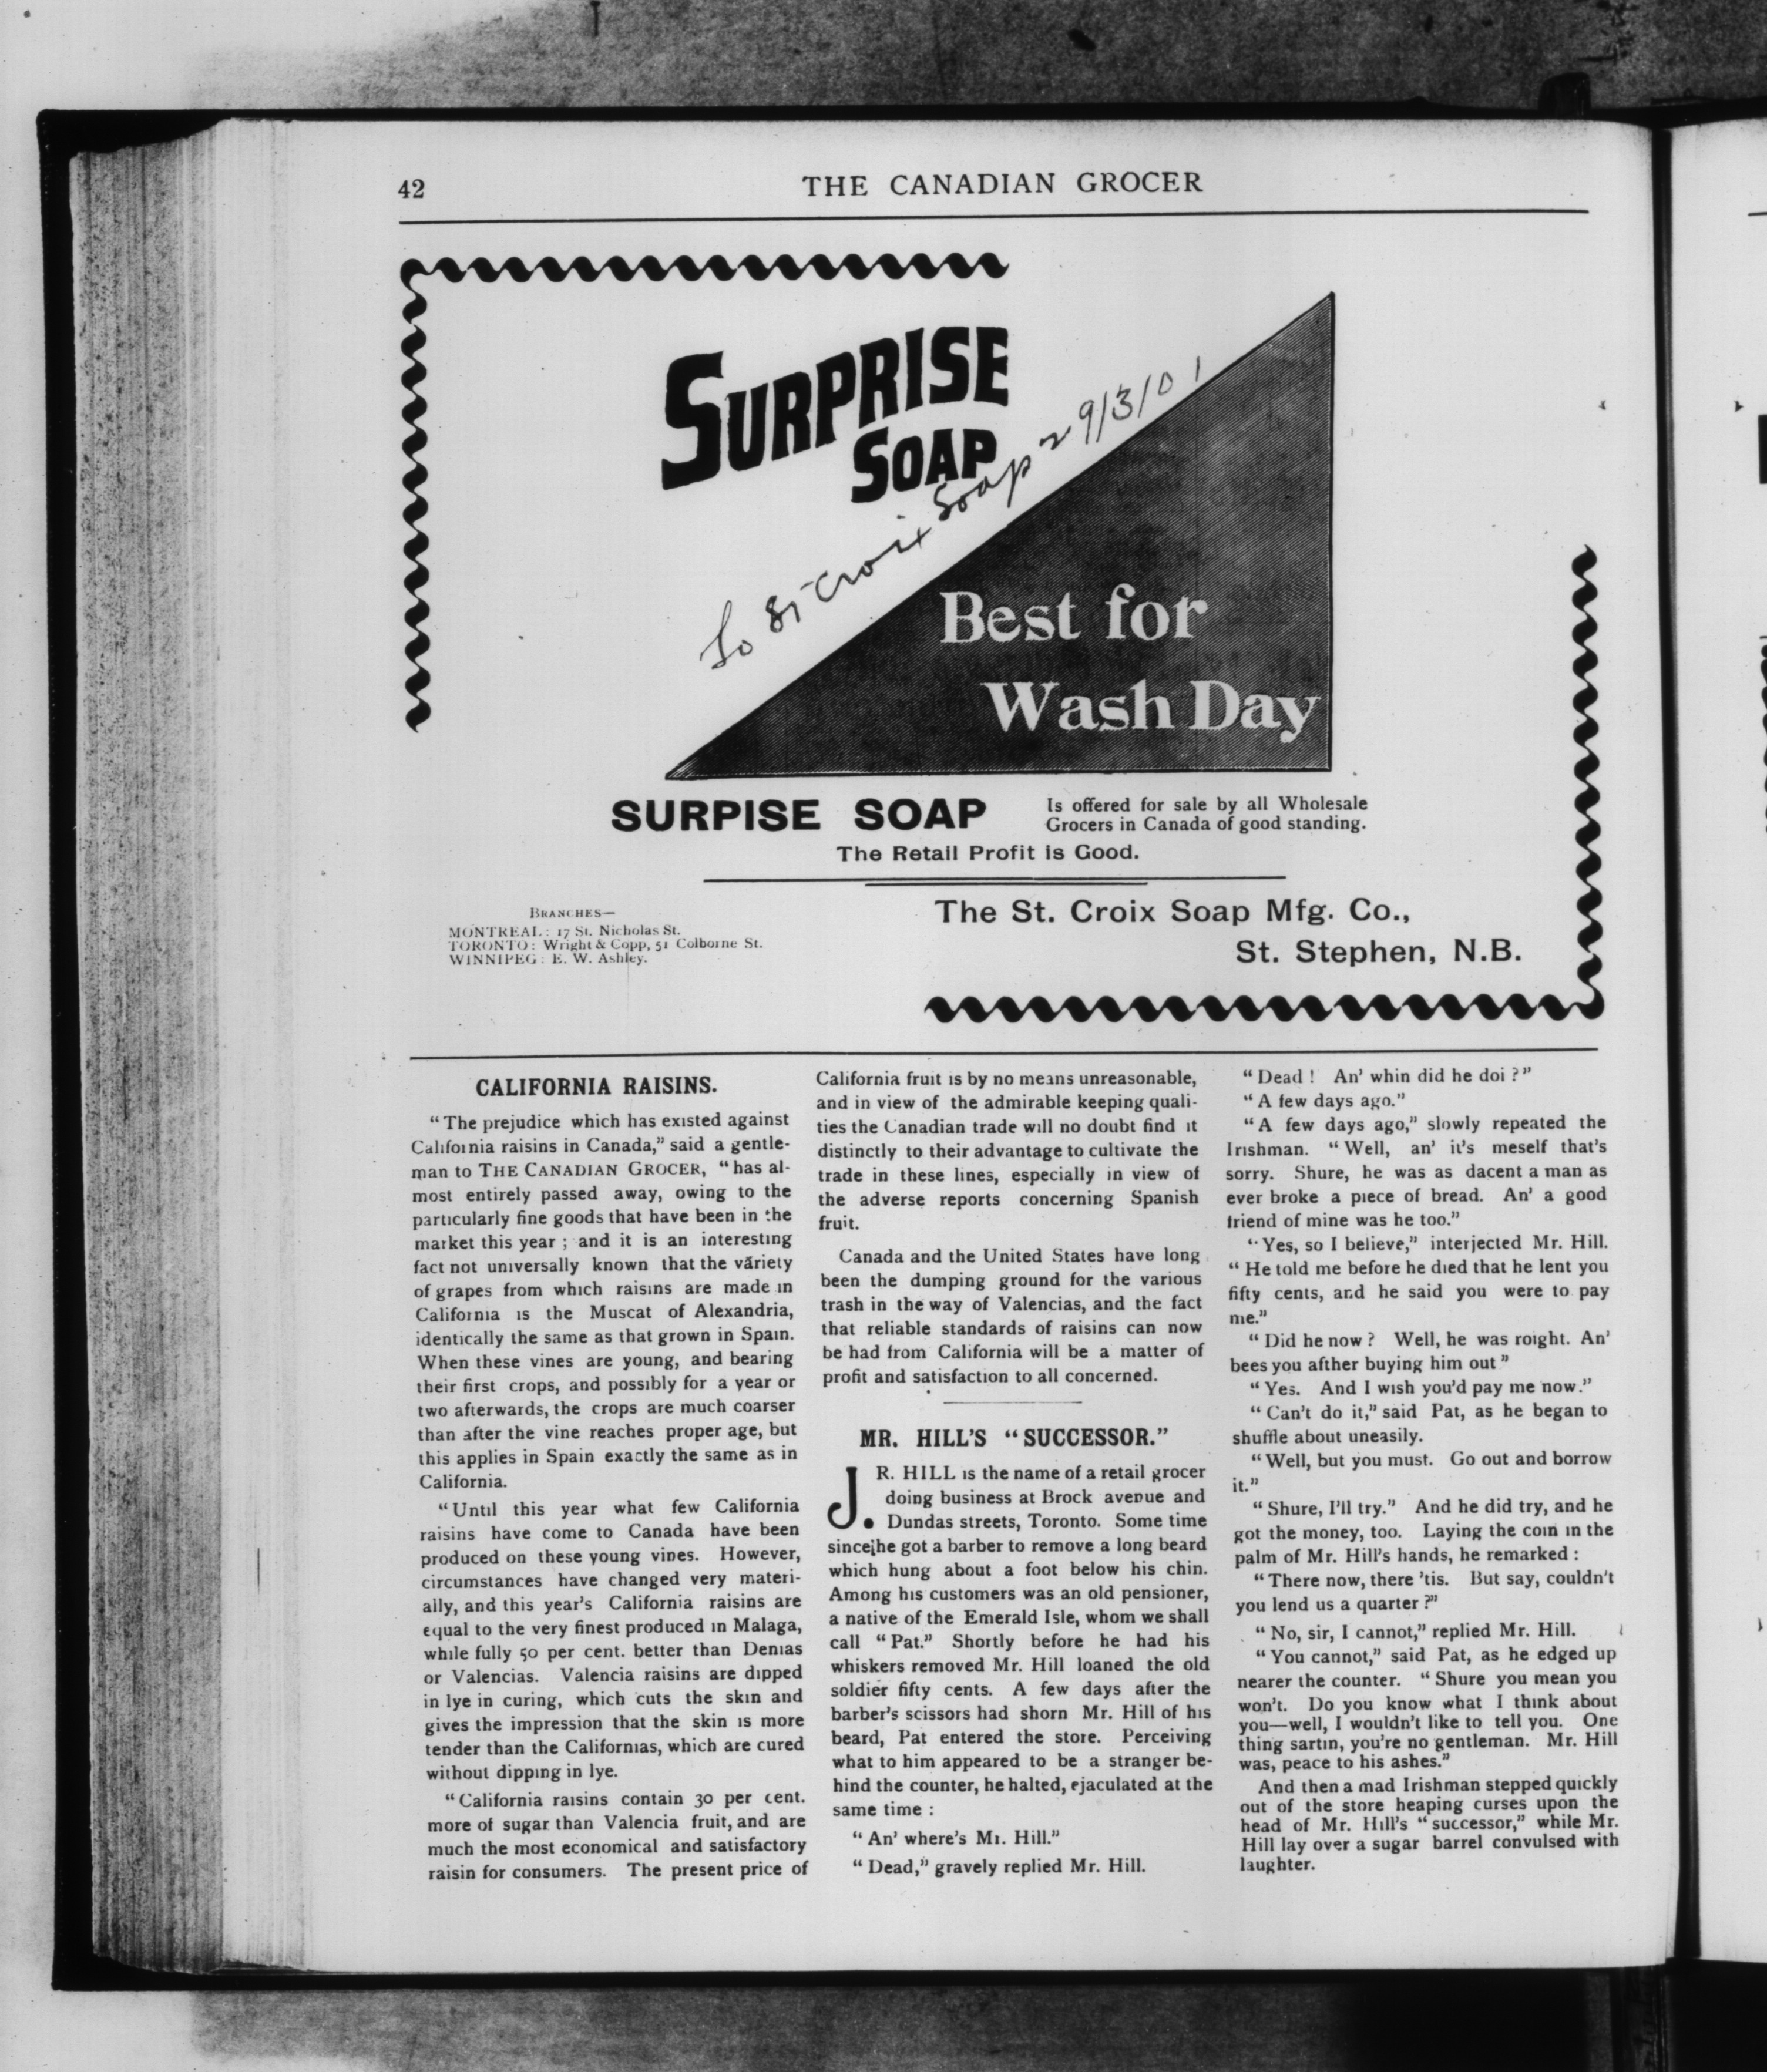 42
THE CANADIAN GROCER
SURPRISE
SOAP
To St Croix Soap 29/3/01
Best for
Wash Day
SURPISE SOAP
Is offered for sale by all Wholesale
Grocers in Canada of good standing.
The Retail Profit is Good.
BRANCHES—
MONTREAL: 17 St. Nicholas St.
TORONTO: Wright & Copp, 51 Colborne St.
WINNIPEG: E. W. Ashley.
The St. Croix Soap Mfg. Co.,
St. Stephen, N.B.
CALIFORNIA RAISINS.
"The prejudice which has existed against
California raisins in Canada," said a gentle-
man to THE CANADIAN GROCER, "has al-
most entirely passed away, owing to the
particularly fine goods that have been in the
market this year; and it is an interesting
fact not universally known that the variety
of grapes from which raisins are made in
California is the Muscat of Alexandria,
identically the same as that grown in Spain.
When these vines are young, and bearing
their first crops, and possibly for a year or
two afterwards, the crops are much coarser
than after the vine reaches proper age, but
this applies in Spain exactly the same as in
California.
"Until this year what few California
raisins have come to Canada have been
produced on these young vines. However,
circumstances have changed very materi-
ally, and this year's California raisins are
equal to the very finest produced in Malaga,
while fully 50 per cent. better than Denias
or Valencias. Valencia raisins are dipped
in lye in curing, which cuts the skin and
gives the impression that the skin is more
tender than the Californias, which are cured
without dipping in lye.
"California raisins contain 30 per cent.
more of sugar than Valencia fruit, and are
much the most economical and satisfactory
raisin for consumers. The present price of
California fruit is by no means unreasonable,
and in view of the admirable keeping quali-
ties the Canadian trade will no doubt find it
distinctly to their advantage to cultivate the
trade in these lines, especially in view of
the adverse reports concerning Spanish
fruit.
Canada and the United States have long
been the dumping ground for the various
trash in the way of Valencias, and the fact
that reliable standards of raisins can now
be had from California will be a matter of
profit and satisfaction to all concerned.
MR. HILL'S "SUCCESSOR."
J. R. HILL is the name of a retail grocer
doing business at Brock avenue and
Dundas streets, Toronto. Some time
since he got a barber to remove a long beard
which hung about a foot below his chin.
Among his customers was an old pensioner,
a native of the Emerald Isle, whom we shall
call "Pat." Shortly before he had his
whiskers removed Mr. Hill loaned the old
soldier fifty cents. A few days after the
barber's scissors had shorn Mr. Hill of his
beard, Pat entered the store. Perceiving
what to him appeared to be a stranger be-
hind the counter, he halted, ejaculated at the
same time:
"An' where's Mr. Hill."
"Dead," gravely replied Mr. Hill.
"Dead! An' whin did he doi?"
"A few days ago."
"A few days ago," slowly repeated the
Irishman. "Well, an' it's meself that's
sorry. Shure, he was as dacent a man as
ever broke a piece of bread. An' a good
friend of mine was he too."
"Yes, so I believe," interjected Mr. Hill.
"He told me before he died that he lent you
fifty cents, and he said you were to pay
me."
"Did he now? Well, he was roight. An'
bees you afther buying him out"
"Yes. And I wish you'd pay me now."
"Can't do it," said Pat, as he began to
shuffle about uneasily.
"Well, but you must. Go out and borrow
it."
"Shure, I'll try." And he did try, and he
got the money, too. Laying the coin in the
palm of Mr. Hill's hands, he remarked:
"There now, there 'tis. But say, couldn't
you lend us a quarter?"
"No, sir, I cannot," replied Mr. Hill.
"You cannot," said Pat, as he edged up
nearer the counter. "Shure you mean you
won't. Do you know what I think about
you—well, I wouldn't like to tell you. One
thing sartin, you're no gentleman. Mr. Hill
was, peace to his ashes."
And then a mad Irishman stepped quickly
out of the store heaping curses upon the
head of Mr. Hill's "successor," while Mr.
Hill lay over a sugar barrel convulsed with
laughter.